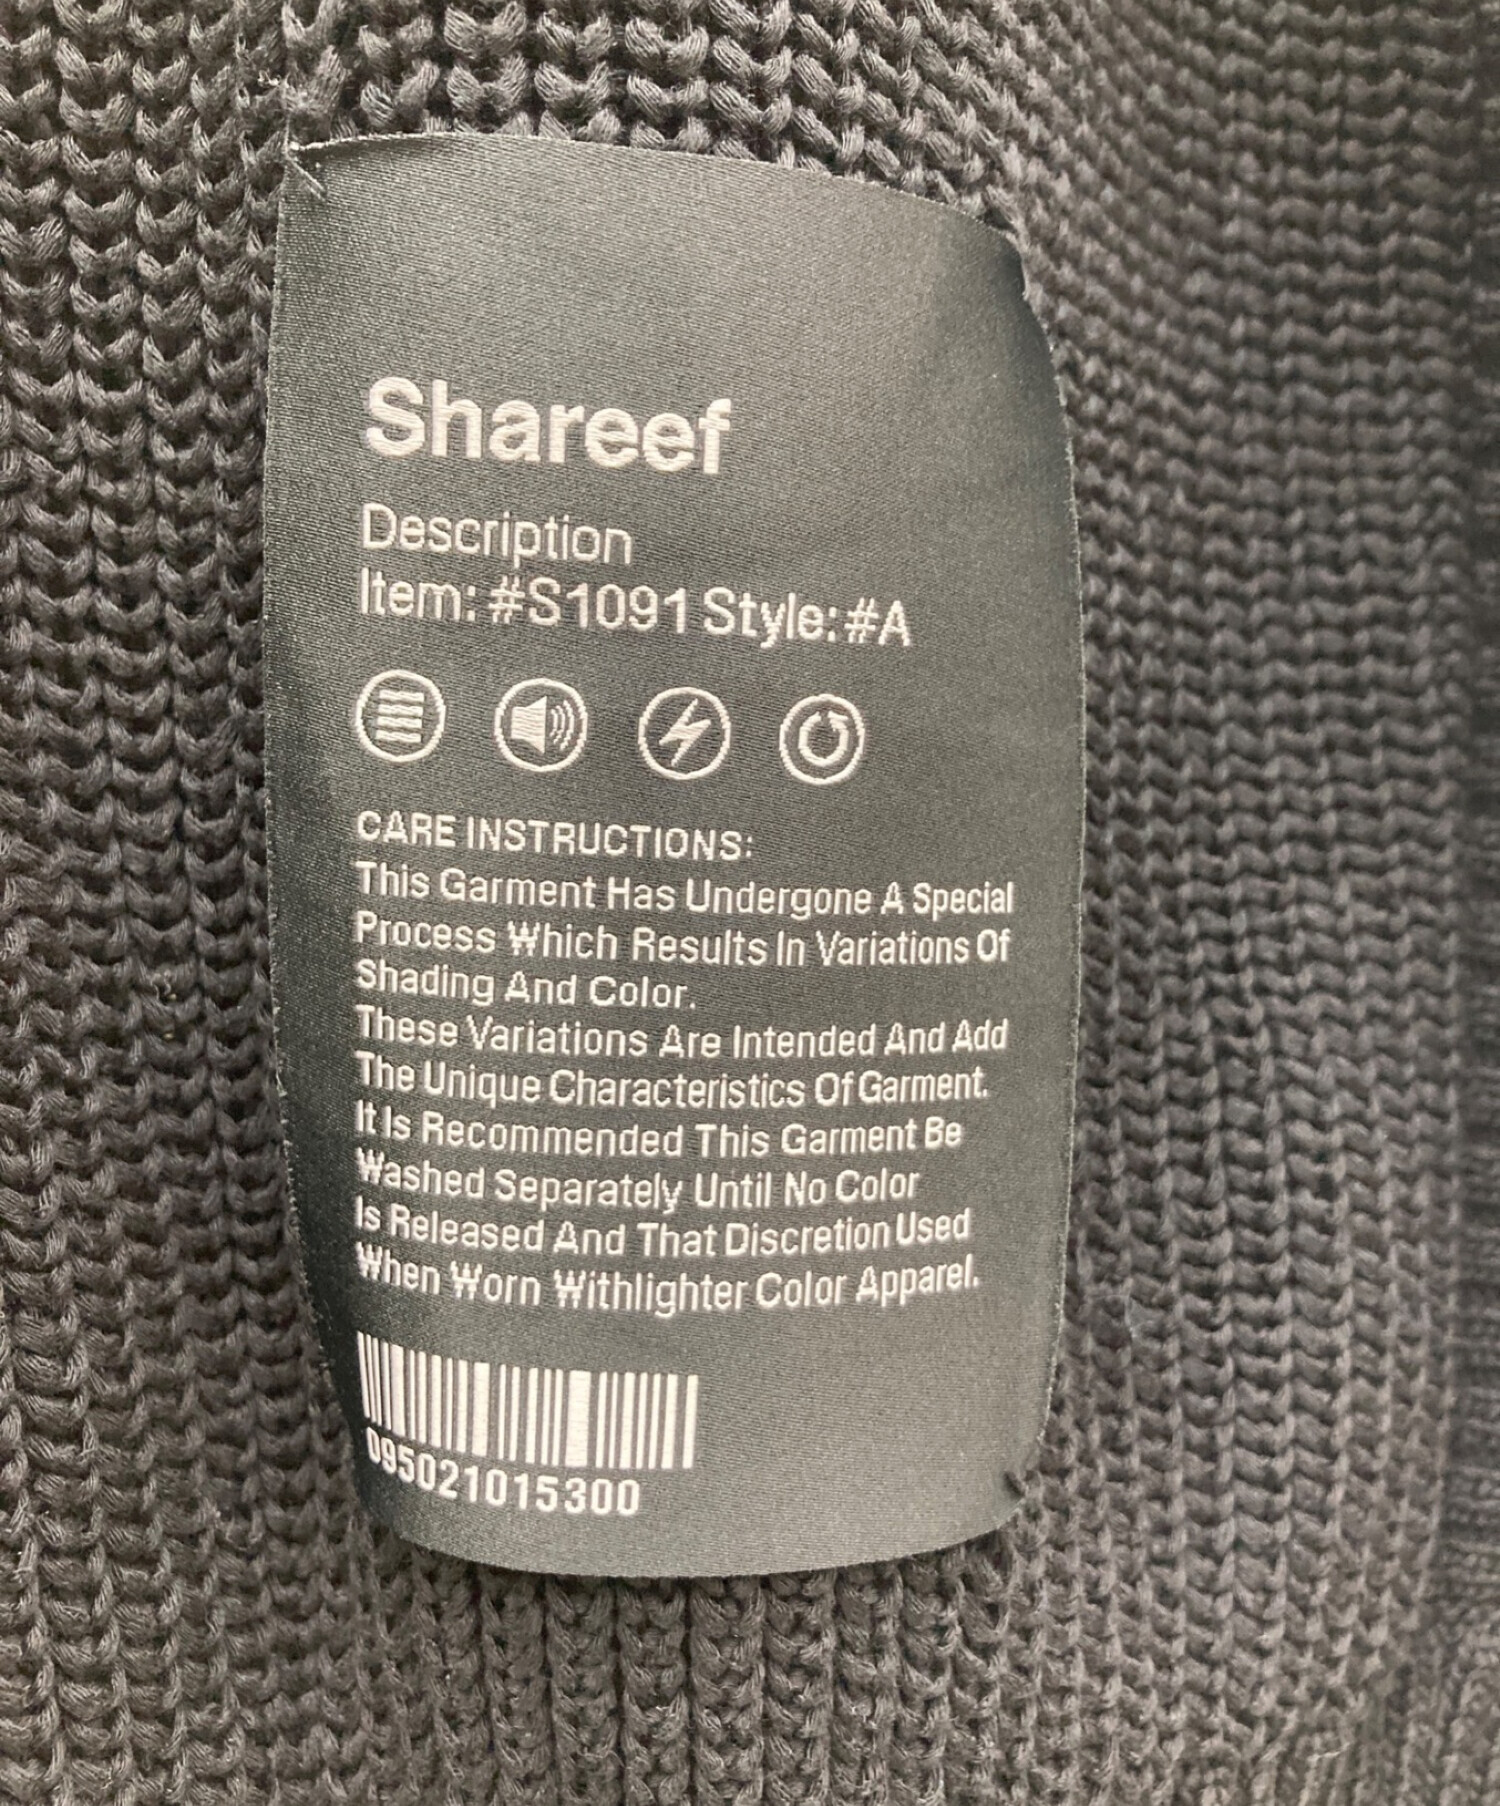 Shareef
Description
Item: #S1091 Style: #A
CARE INSTRUCTIONS:
This Garment Has Undergone A Special
Process Which Results In Variations Of
Shading And Color.
These Variations Are Intended And Add
The Unique Characteristics Of Garment.
It Is Recommended This Garment Be
Washed Separately Until No Color
Is Released And That Discretion Used
When Worn Withlighter Color Apparel.
095021015300